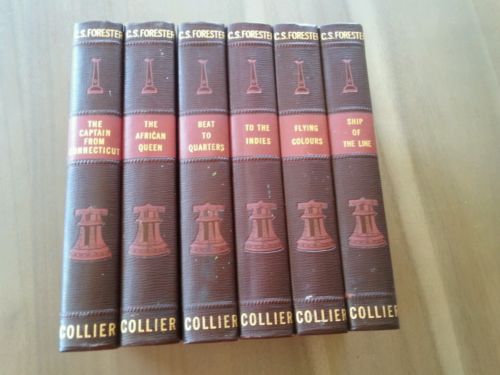 C.S. FORESTER
THE
CAPTAIN
FROM
CONNECTICUT
COLLIER
C.S. FORESTER
THE
AFRICAN
QUEEN
COLLIER
C.S. FORESTER
BEAT
TO
QUARTERS
COLLIER
C.S. FORESTER
TO THE
INDIES
COLLIER
C.S. FORESTER
FLYING
COLOURS
COLLIER
C.S. FORESTER
SHIP
OF
THE LINE
COLLIER